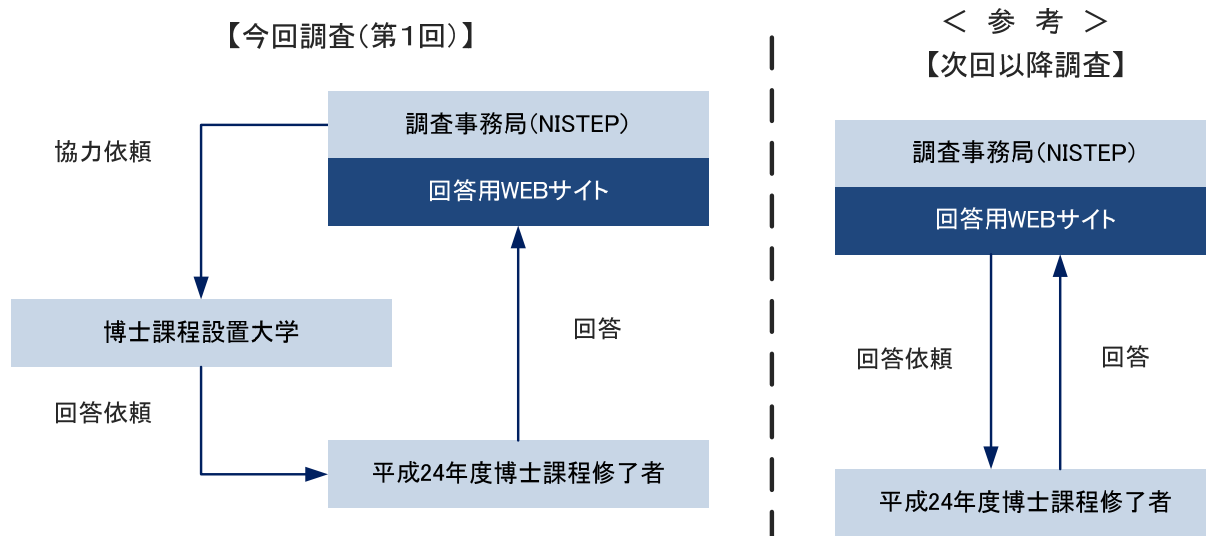 【今回調査(第1回)】
調査事務局(NISTEP)
協力依頼
回答用WEBサイト
博士課程設置大学
回答
回答依頼
平成24年度博士課程修了者
＜ 参 考 ＞
【次回以降調査】
調査事務局(NISTEP)
回答用WEBサイト
回答依頼
回答
平成24年度博士課程修了者